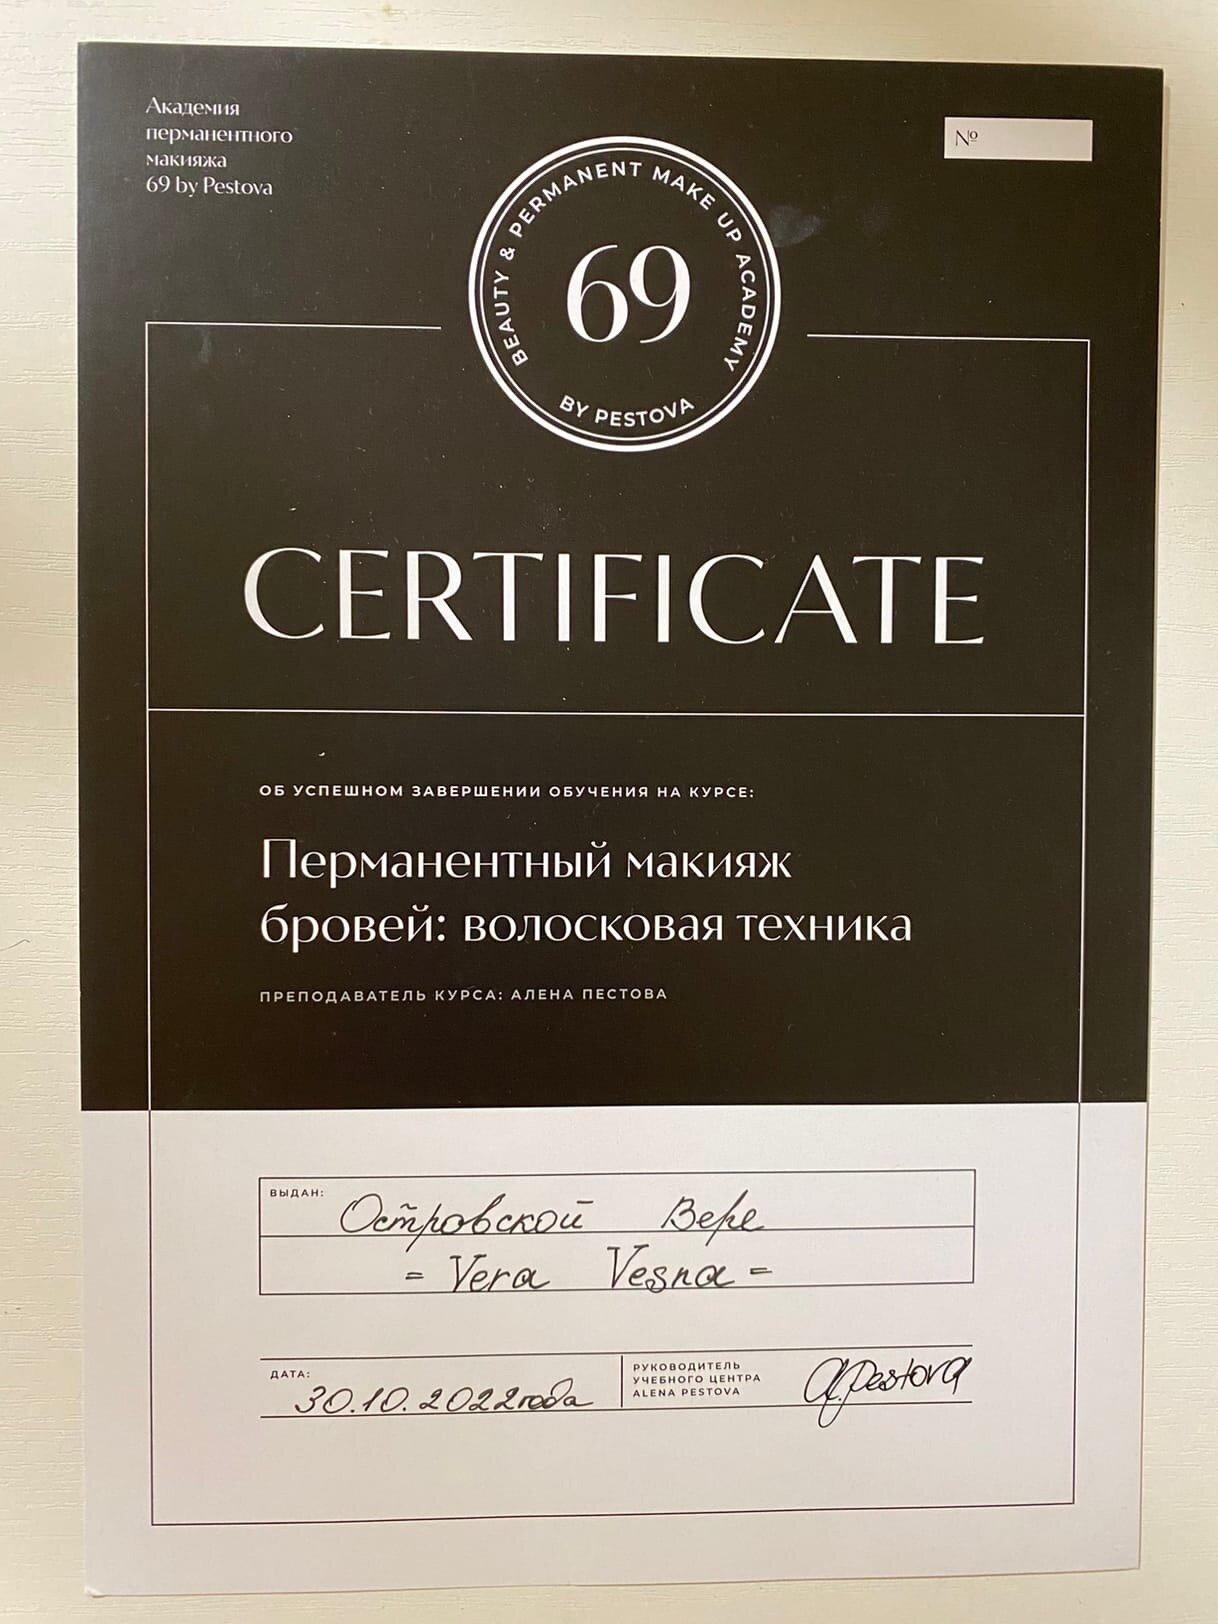 Академия
перманентного
макияжа
69 by Pestova
№
BEAUTY & PERMANENT MAKE UP ACADEMY
69
BY PESTOVA
CERTIFICATE
ОБ УСПЕШНОМ ЗАВЕРШЕНИИ ОБУЧЕНИЯ НА КУРСЕ:
Перманентный макияж
бровей: волосковая техника
ПРЕПОДАВАТЕЛЬ КУРСА: АЛЕНА ПЕСТОВА
ВЫДАН:
Островской Вере
= Vera Vesna =
ДАТА:
30.10.2022года
РУКОВОДИТЕЛЬ
УЧЕБНОГО ЦЕНТРА
ALENA PESTOVA
A.Pestova